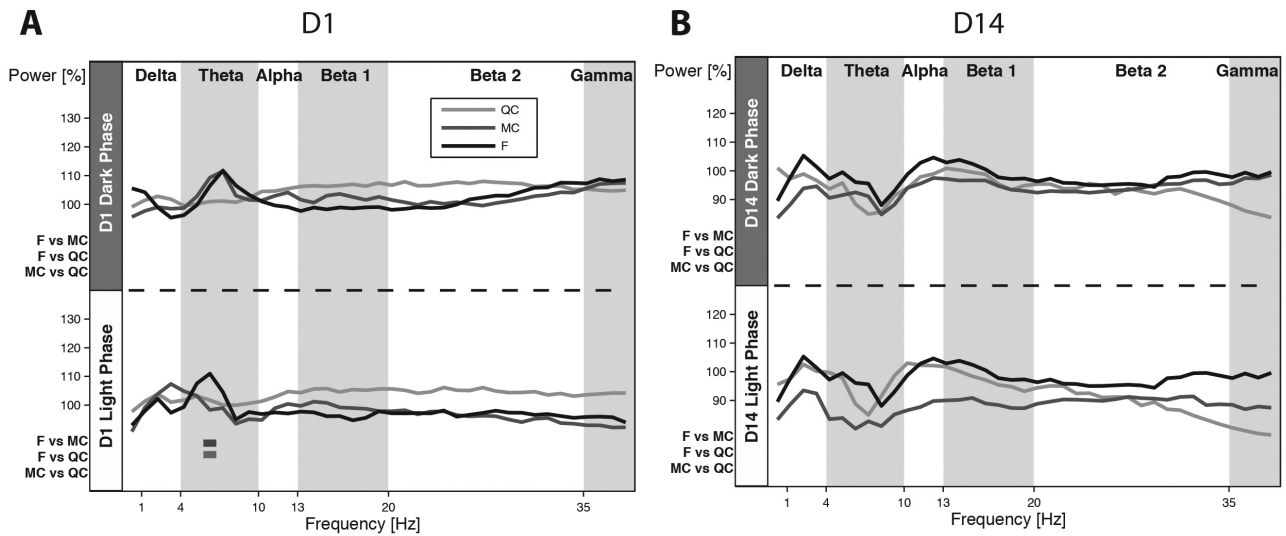 A
D1
Power [%]
Delta
Theta
Alpha
Beta 1
Beta 2
Gamma
QC
MC
F
130
120
110
100
D1 Dark Phase
F vs MC
F vs QC
MC vs QC
130
120
110
100
D1 Light Phase
F vs MC
F vs QC
MC vs QC
1 4 10 13 20 35
Frequency [Hz]
B
D14
Power [%]
Delta
Theta
Alpha
Beta 1
Beta 2
Gamma
120
110
100
90
D14 Dark Phase
F vs MC
F vs QC
MC vs QC
120
110
100
90
D14 Light Phase
F vs MC
F vs QC
MC vs QC
1 4 10 13 20 35
Frequency [Hz]